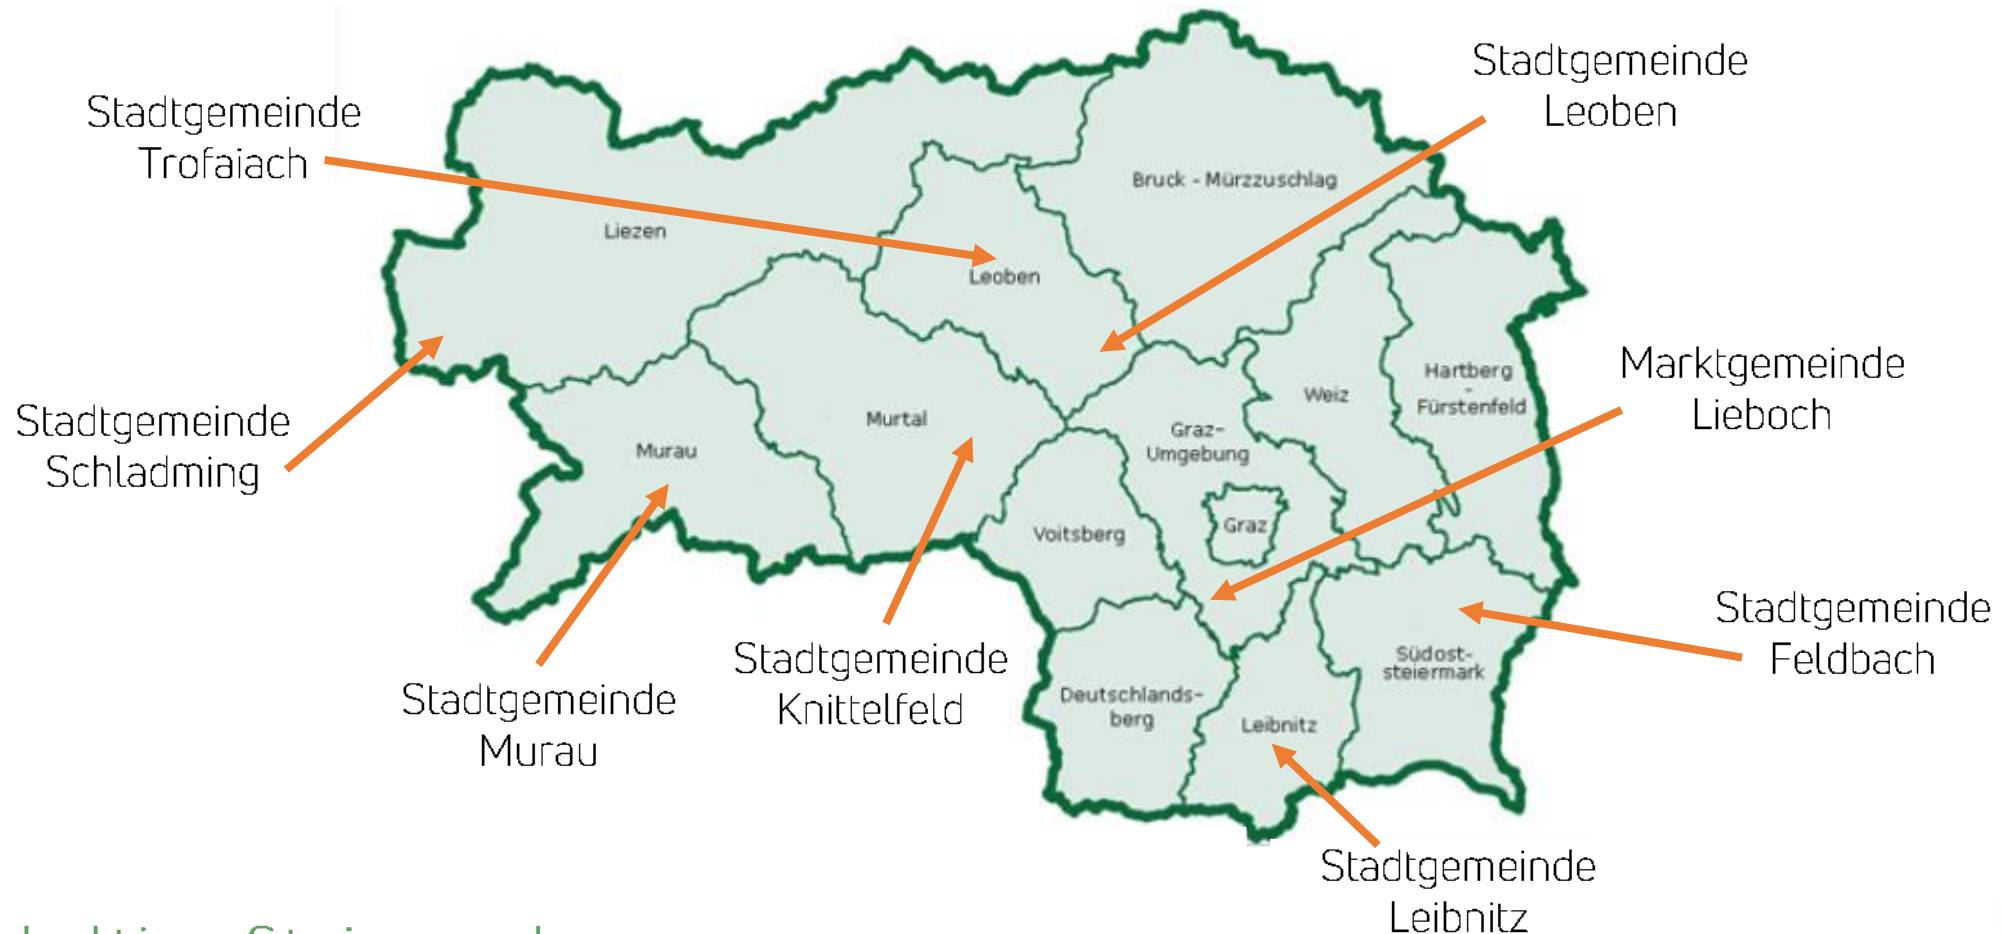 Stadtgemeinde
Leoben
Stadtgemeinde
Trofaiach
Bruck - Mürzzuschlag
Liezen
Leoben
Marktgemeinde
Lieboch
Hartberg
-
Fürstenfeld
Weiz
Stadtgemeinde
Schladming
Murtal
Graz-
Umgebung
Murau
Graz
Voitsberg
Stadtgemeinde
Feldbach
Stadtgemeinde
Knittelfeld
Südost-
steiermark
Stadtgemeinde
Murau
Deutschlands-
berg
Leibnitz
Stadtgemeinde
Leibnitz